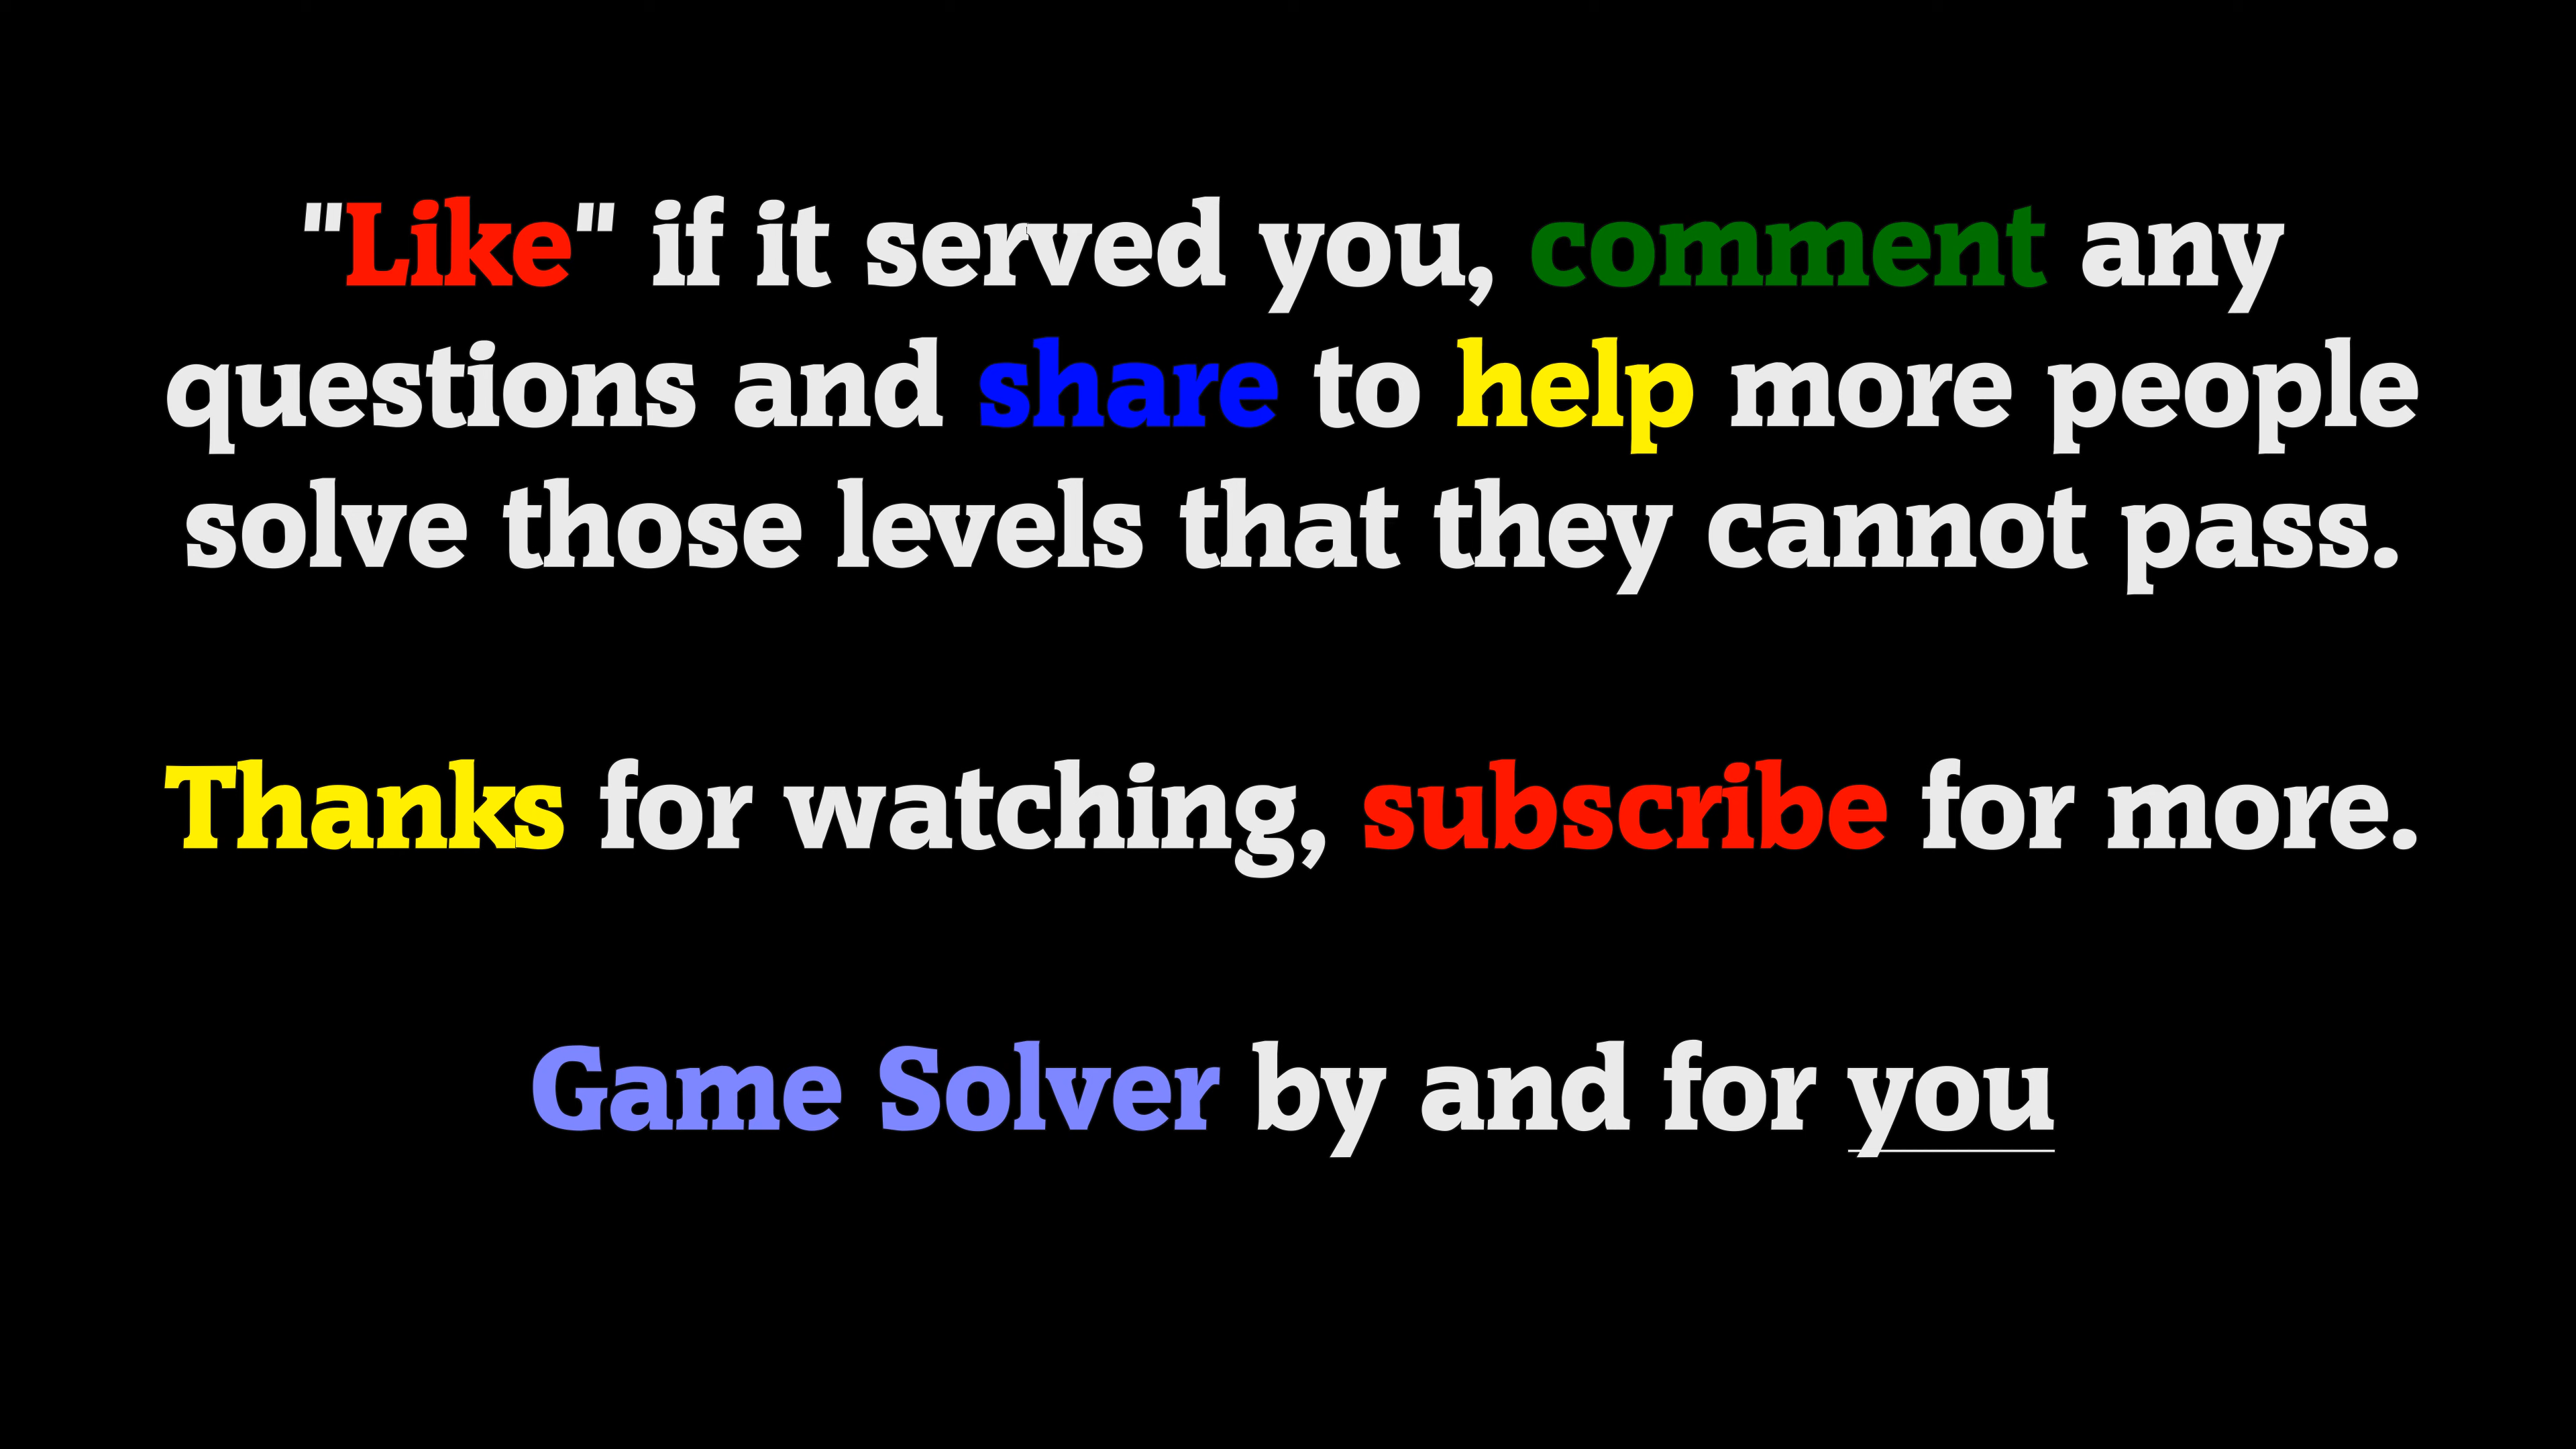 "Like" if it served you, comment any
questions and share to help more people
solve those levels that they cannot pass.
Thanks for watching, subscribe for more.
Game Solver by and for you